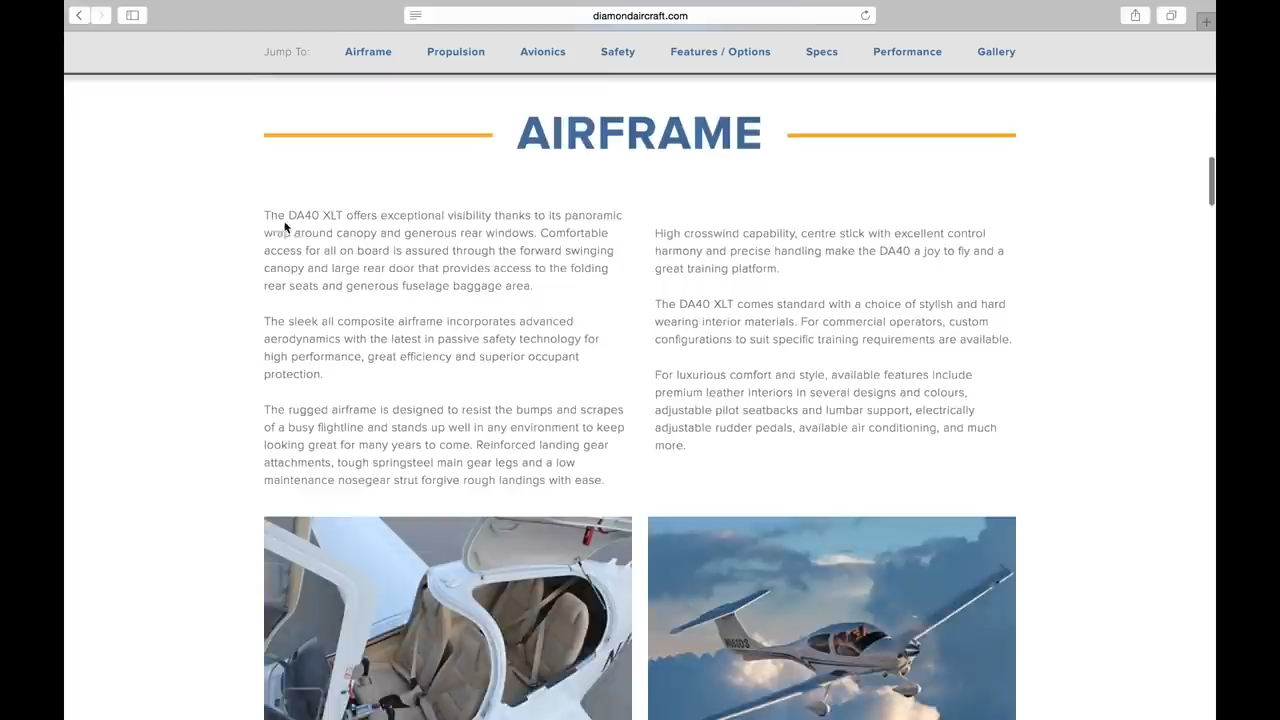 diamondaircraft.com
Jump To: Airframe Propulsion Avionics Safety Features / Options Specs Performance Gallery
AIRFRAME
The DA40 XLT offers exceptional visibility thanks to its panoramic
wrap around canopy and generous rear windows. Comfortable
access for all on board is assured through the forward swinging
canopy and large rear door that provides access to the folding
rear seats and generous fuselage baggage area.
The sleek all composite airframe incorporates advanced
aerodynamics with the latest in passive safety technology for
high performance, great efficiency and superior occupant
protection.
The rugged airframe is designed to resist the bumps and scrapes
of a busy flightline and stands up well in any environment to keep
looking great for many years to come. Reinforced landing gear
attachments, tough springsteel main gear legs and a low
maintenance nosegear strut forgive rough landings with ease.
High crosswind capability, centre stick with excellent control
harmony and precise handling make the DA40 a joy to fly and a
great training platform.
The DA40 XLT comes standard with a choice of stylish and hard
wearing interior materials. For commercial operators, custom
configurations to suit specific training requirements are available.
For luxurious comfort and style, available features include
premium leather interiors in several designs and colours,
adjustable pilot seatbacks and lumbar support, electrically
adjustable rudder pedals, available air conditioning, and much
more.